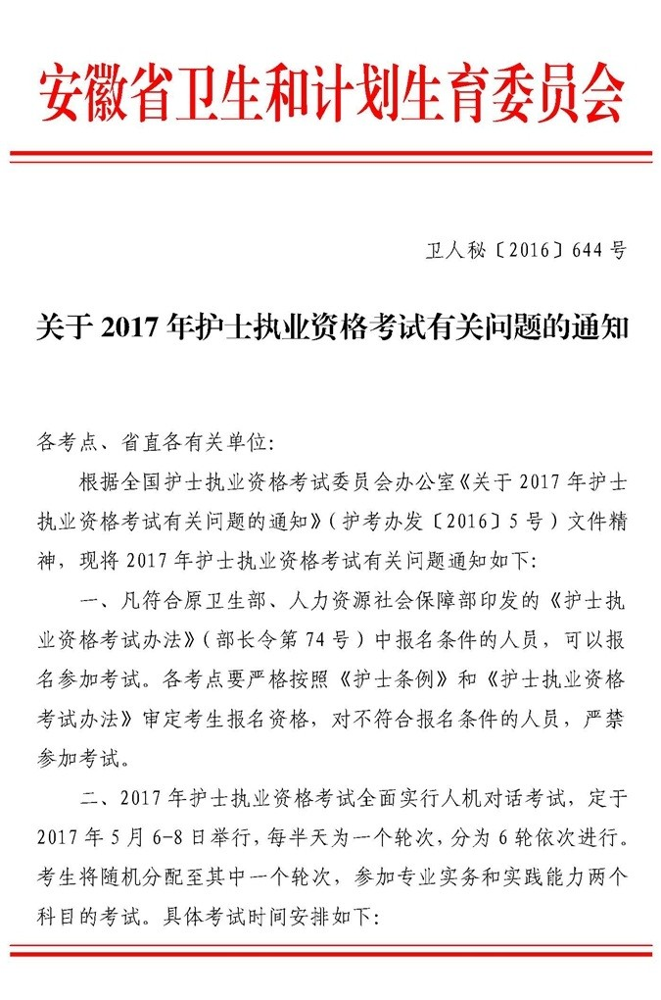 安徽省卫生和计划生育委员会
卫人秘〔2016〕644 号
关于 2017 年护士执业资格考试有关问题的通知
各考点、省直各有关单位：
根据全国护士执业资格考试委员会办公室《关于 2017 年护士
执业资格考试有关问题的通知》（护考办发〔2016〕5 号）文件精
神，现将 2017 年护士执业资格考试有关问题通知如下：
一、凡符合原卫生部、人力资源社会保障部印发的《护士执
业资格考试办法》（部长令第 74 号）中报名条件的人员，可以报
名参加考试。各考点要严格按照《护士条例》和《护士执业资格
考试办法》审定考生报名资格，对不符合报名条件的人员，严禁
参加考试。
二、2017 年护士执业资格考试全面实行人机对话考试，定于
2017 年 5 月 6-8 日举行，每半天为一个轮次，分为 6 轮依次进行。
考生将随机分配至其中一个轮次，参加专业实务和实践能力两个
科目的考试。具体考试时间安排如下：